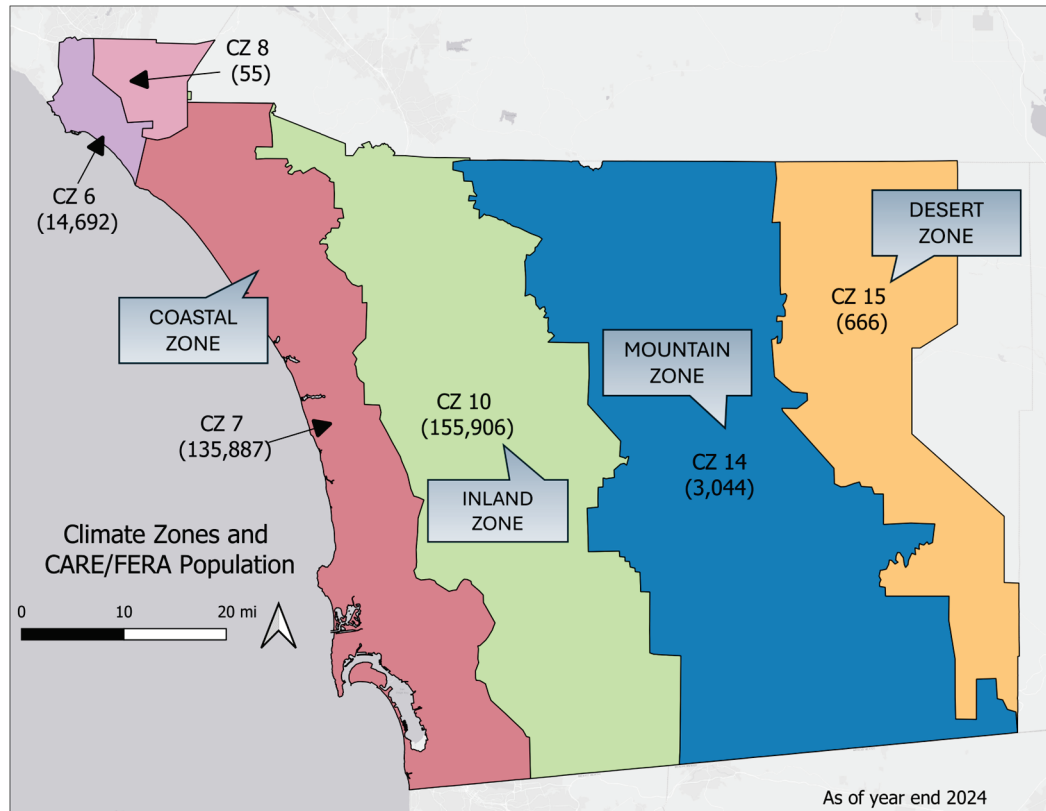 CZ 8
(55)
CZ 6
(14,692)
DESERT
ZONE
CZ 15
(666)
COASTAL
ZONE
MOUNTAIN
ZONE
CZ 10
(155,906)
CZ 7
(135,887)
CZ 14
(3,044)
INLAND
ZONE
Climate Zones and
CARE/FERA Population
0 10 20 mi
As of year end 2024